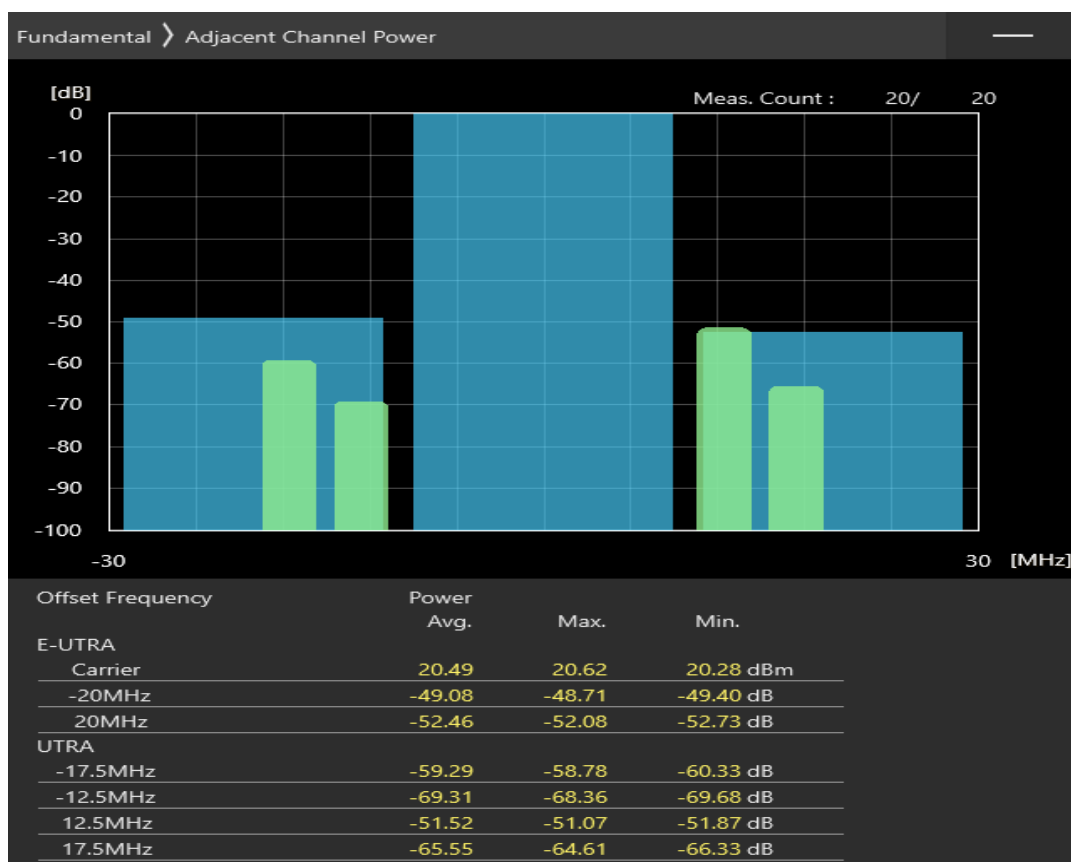 Fundamental ❯ Adjacent Channel Power
[dB]
Meas. Count : 20/ 20
0
-10
-20
-30
-40
-50
-60
-70
-80
-90
-100
-30 30 [MHz]
Offset Frequency Power
Avg. Max. Min.
E-UTRA
Carrier 20.49 20.62 20.28 dBm
-20MHz -49.08 -48.71 -49.40 dB
20MHz -52.46 -52.08 -52.73 dB
UTRA
-17.5MHz -59.29 -58.78 -60.33 dB
-12.5MHz -69.31 -68.36 -69.68 dB
12.5MHz -51.52 -51.07 -51.87 dB
17.5MHz -65.55 -64.61 -66.33 dB